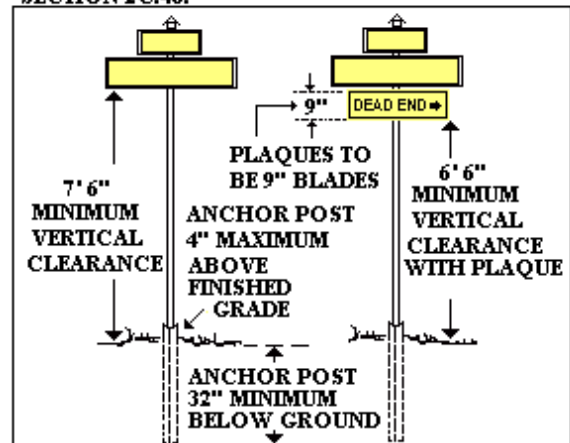 SECTION 2C.40.
9"
DEAD END →
PLAQUES TO
BE 9" BLADES
7' 6"
MINIMUM
VERTICAL
CLEARANCE
ANCHOR POST
4" MAXIMUM
ABOVE
FINISHED
GRADE
6' 6"
MINIMUM
VERTICAL
CLEARANCE
WITH PLAQUE
ANCHOR POST
32" MINIMUM
BELOW GROUND